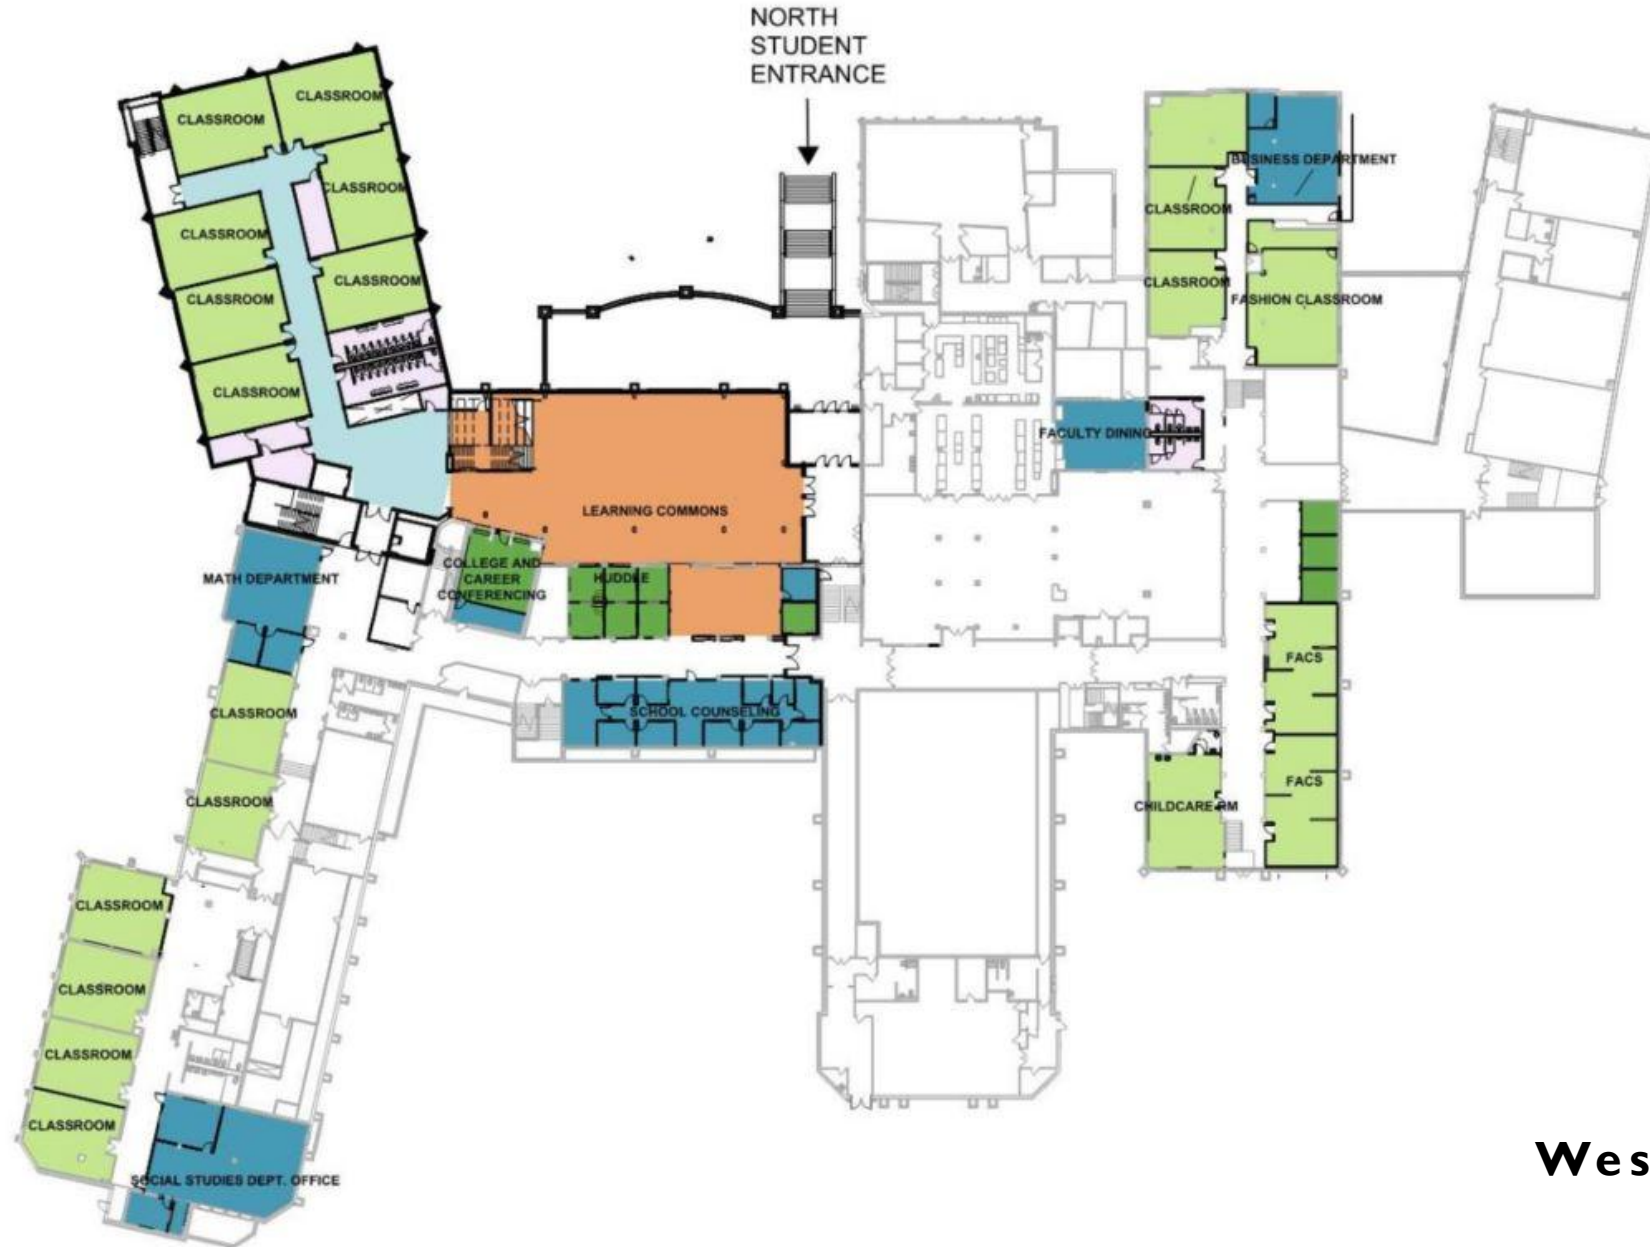 NORTH
STUDENT
ENTRANCE
CLASSROOM
CLASSROOM
CLASSROOM
CLASSROOM
CLASSROOM
CLASSROOM
CLASSROOM
BUSINESS DEPARTMENT
CLASSROOM
CLASSROOM
FASHION CLASSROOM
CLASSROOM
FACULTY DINING
LEARNING COMMONS
MATH DEPARTMENT
COLLEGE AND
CAREER
CONFERENCING
HUDDLE
FACS
CLASSROOM
SCHOOL COUNSELING
FACS
CLASSROOM
CHILDCARE RM
CLASSROOM
CLASSROOM
CLASSROOM
CLASSROOM
SOCIAL STUDIES DEPT. OFFICE
Wes